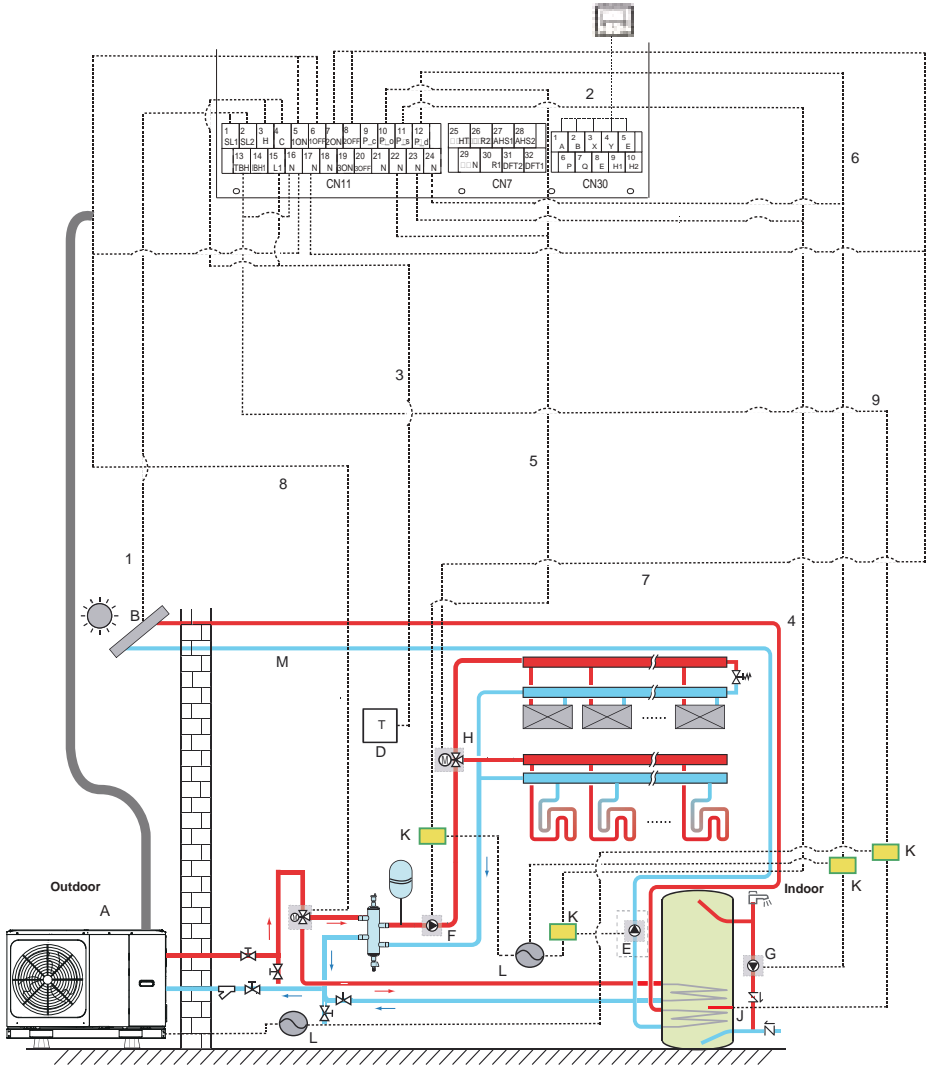 2
1 2 3 4 5 6 7 8 9 10 11 12
SL1 SL2 H C 1ON 1OFF 2ON 2OFF P_c P_o P_s P_d
13 14 15 16 17 18 19 20 21 22 23 24
TBH IBH1 L1 N N N 3ON 3OFF N N N N
CN11
25 26 27 28
HT R2 AHS1 AHS2
29 30 31 32
N R1 DFT2 DFT1
CN7
1 2 3 4 5
A B X Y E
6 7 8 9 10
P Q E H1 H2
CN30
6
3
9
5
8
1
7
B
4
M
T
D
H
M
K
K
K
Outdoor
Indoor
A
M
F
K
E
G
L
J
L